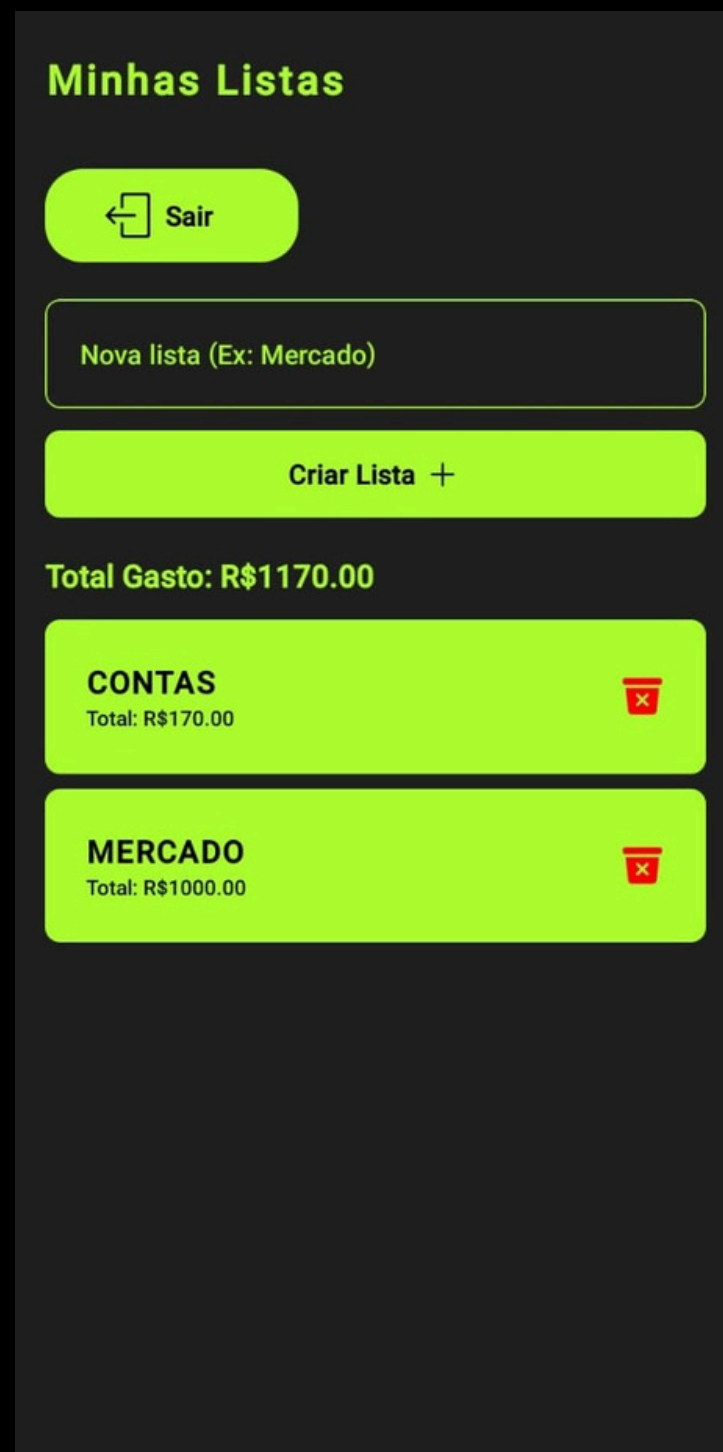 Minhas Listas
Sair
Nova lista (Ex: Mercado)
Criar Lista +
Total Gasto: R$1170.00
CONTAS
Total: R$170.00
MERCADO
Total: R$1000.00